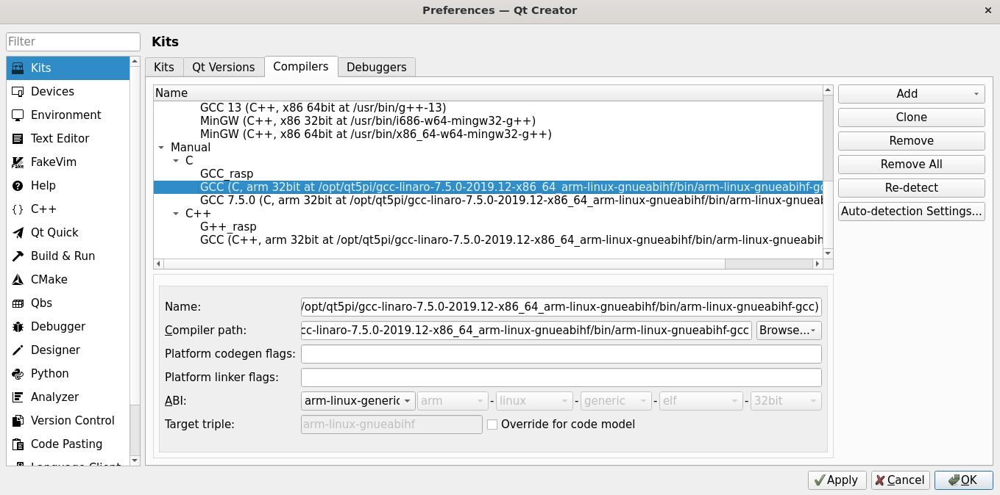 Preferences — Qt Creator
Filter
Kits
Devices
Environment
Text Editor
FakeVim
Help
C++
Qt Quick
Build & Run
CMake
Qbs
Debugger
Designer
Python
Analyzer
Version Control
Code Pasting
Language Client
Kits
Kits Qt Versions Compilers Debuggers
Name
GCC 13 (C++, x86 64bit at /usr/bin/g++-13)
MinGW (C++, x86 32bit at /usr/bin/i686-w64-mingw32-g++)
MinGW (C++, x86 64bit at /usr/bin/x86_64-w64-mingw32-g++)
Manual
C
GCC_rasp
GCC (C, arm 32bit at /opt/qt5pi/gcc-linaro-7.5.0-2019.12-x86_64_arm-linux-gnueabihf/bin/arm-linux-gnueabihf-gc
GCC 7.5.0 (C, arm 32bit at /opt/qt5pi/gcc-linaro-7.5.0-2019.12-x86_64_arm-linux-gnueabihf/bin/arm-linux-gnueab
C++
G++_rasp
GCC (C++, arm 32bit at /opt/qt5pi/gcc-linaro-7.5.0-2019.12-x86_64_arm-linux-gnueabihf/bin/arm-linux-gnueabih
Add
Clone
Remove
Remove All
Re-detect
Auto-detection Settings...
Name: /opt/qt5pi/gcc-linaro-7.5.0-2019.12-x86_64_arm-linux-gnueabihf/bin/arm-linux-gnueabihf-gcc)
Compiler path: cc-linaro-7.5.0-2019.12-x86_64_arm-linux-gnueabihf/bin/arm-linux-gnueabihf-gcc Browse...
Platform codegen flags:
Platform linker flags:
ABI: arm-linux-generic arm - linux - generic - elf - 32bit
Target triple: arm-linux-gnueabihf Override for code model
Apply Cancel OK